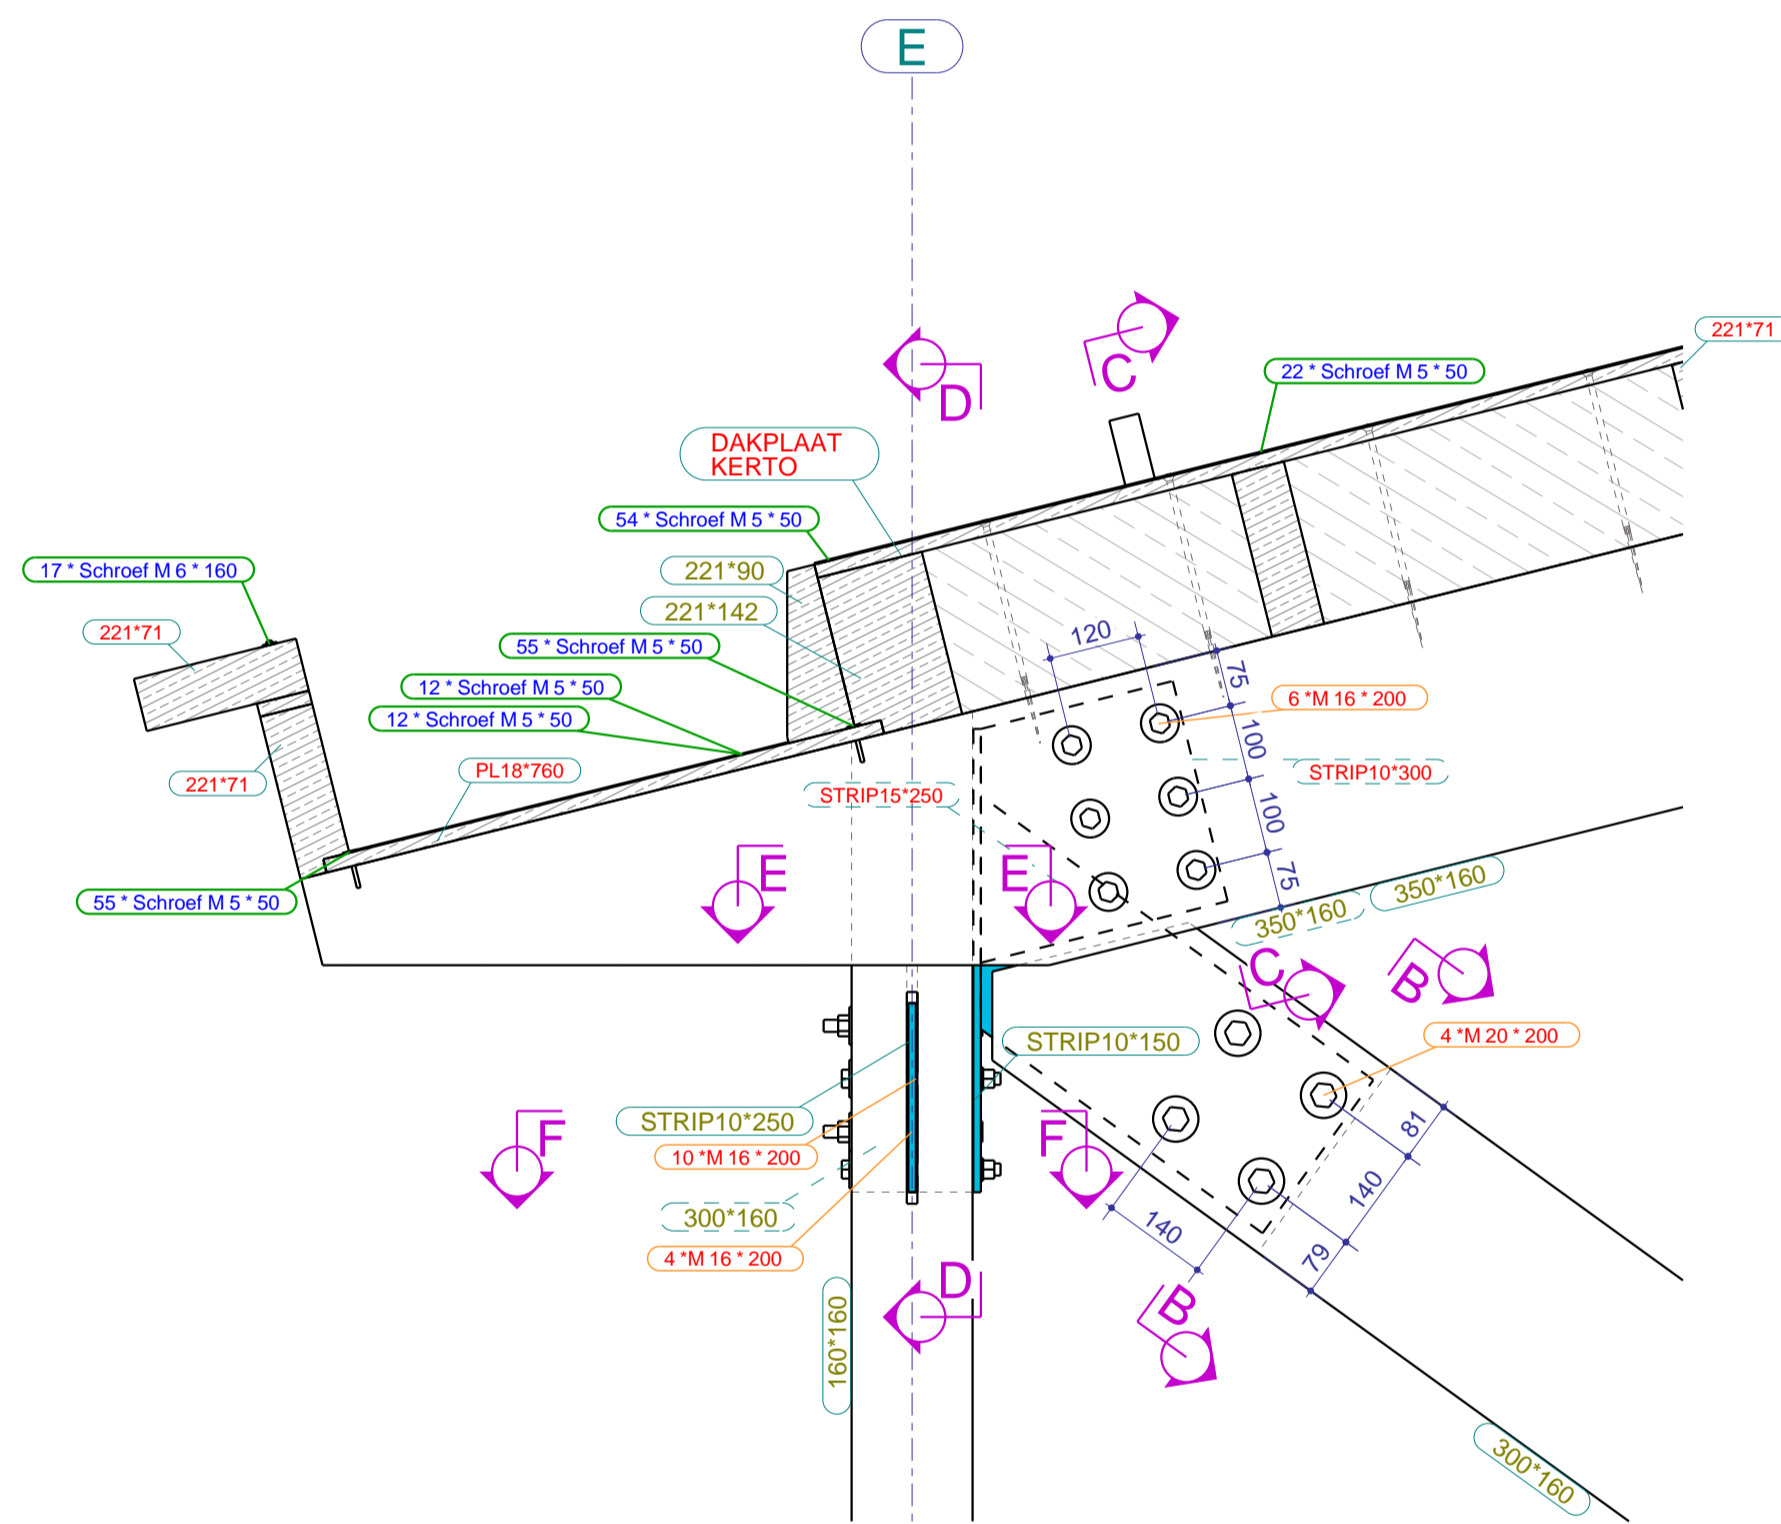 E
C
221*71
22 * Schroef M 5 * 50
D
DAKPLAAT
KERTO
54 * Schroef M 5 * 50
17 * Schroef M 6 * 160
221*90
221*142
221*71
120
55 * Schroef M 5 * 50
75
12 * Schroef M 5 * 50
6 *M 16 * 200
12 * Schroef M 5 * 50
100
PL18*760
STRIP10*300
221*71
STRIP15*250
100
E
E
75
350*160
55 * Schroef M 5 * 50
350*160
C
B
4 *M 20 * 200
STRIP10*150
STRIP10*250
81
F
F
10 *M 16 * 200
140
300*160
140
4 *M 16 * 200
79
D
B
160*160
300*160